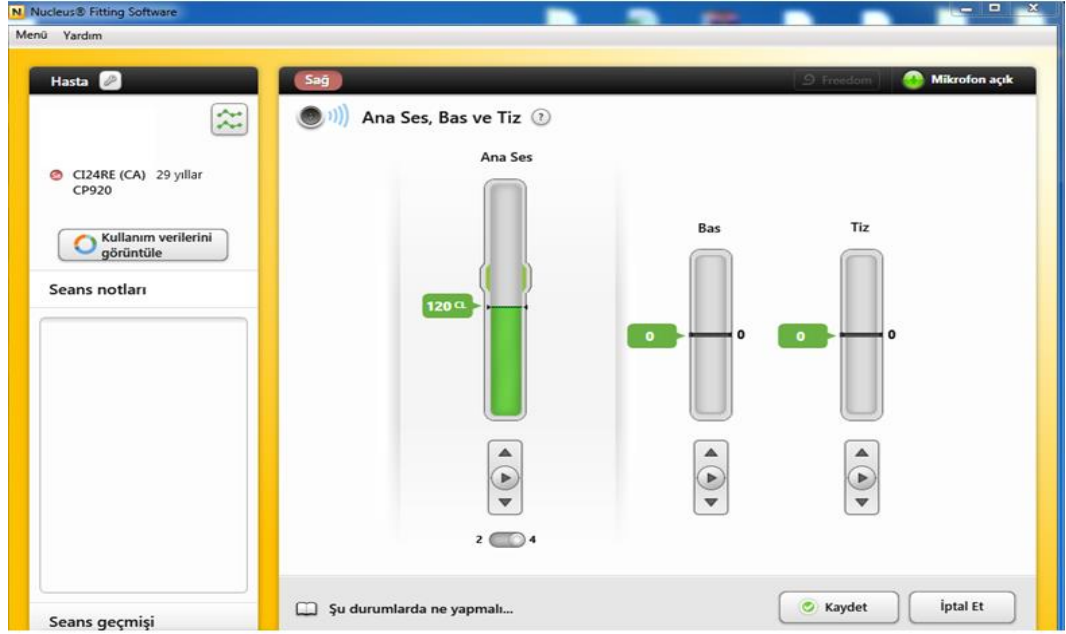 N Nucleus® Fitting Software
Menü Yardım
Hasta
CI24RE (CA) 29 yıllar
CP920
Kullanım verilerini
görüntüle
Seans notları
Seans geçmişi
Sağ
Freedom
Mikrofon açık
Ana Ses, Bas ve Tiz ?
Ana Ses
120 CL
2 4
Bas
0 0
Tiz
0 0
Şu durumlarda ne yapmalı...
Kaydet
İptal Et